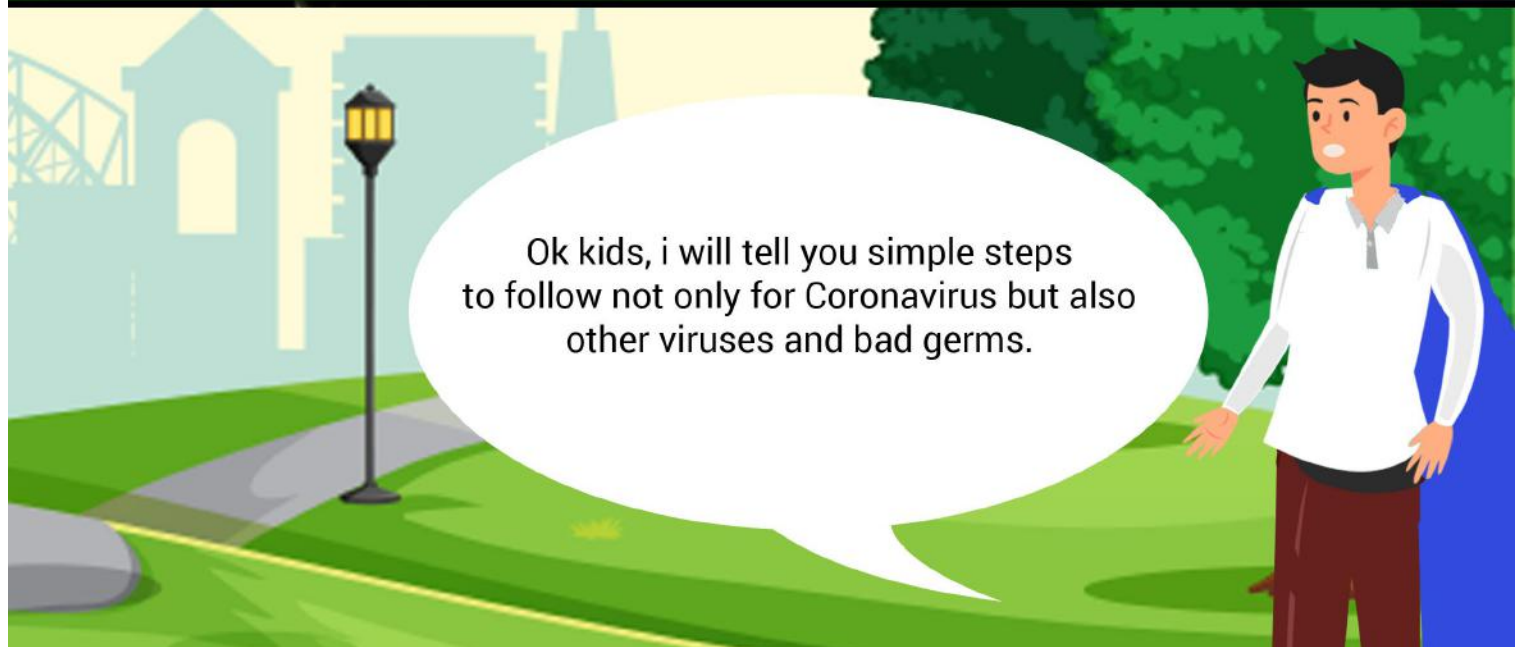 Ok kids, i will tell you simple steps
to follow not only for Coronavirus but also
other viruses and bad germs.